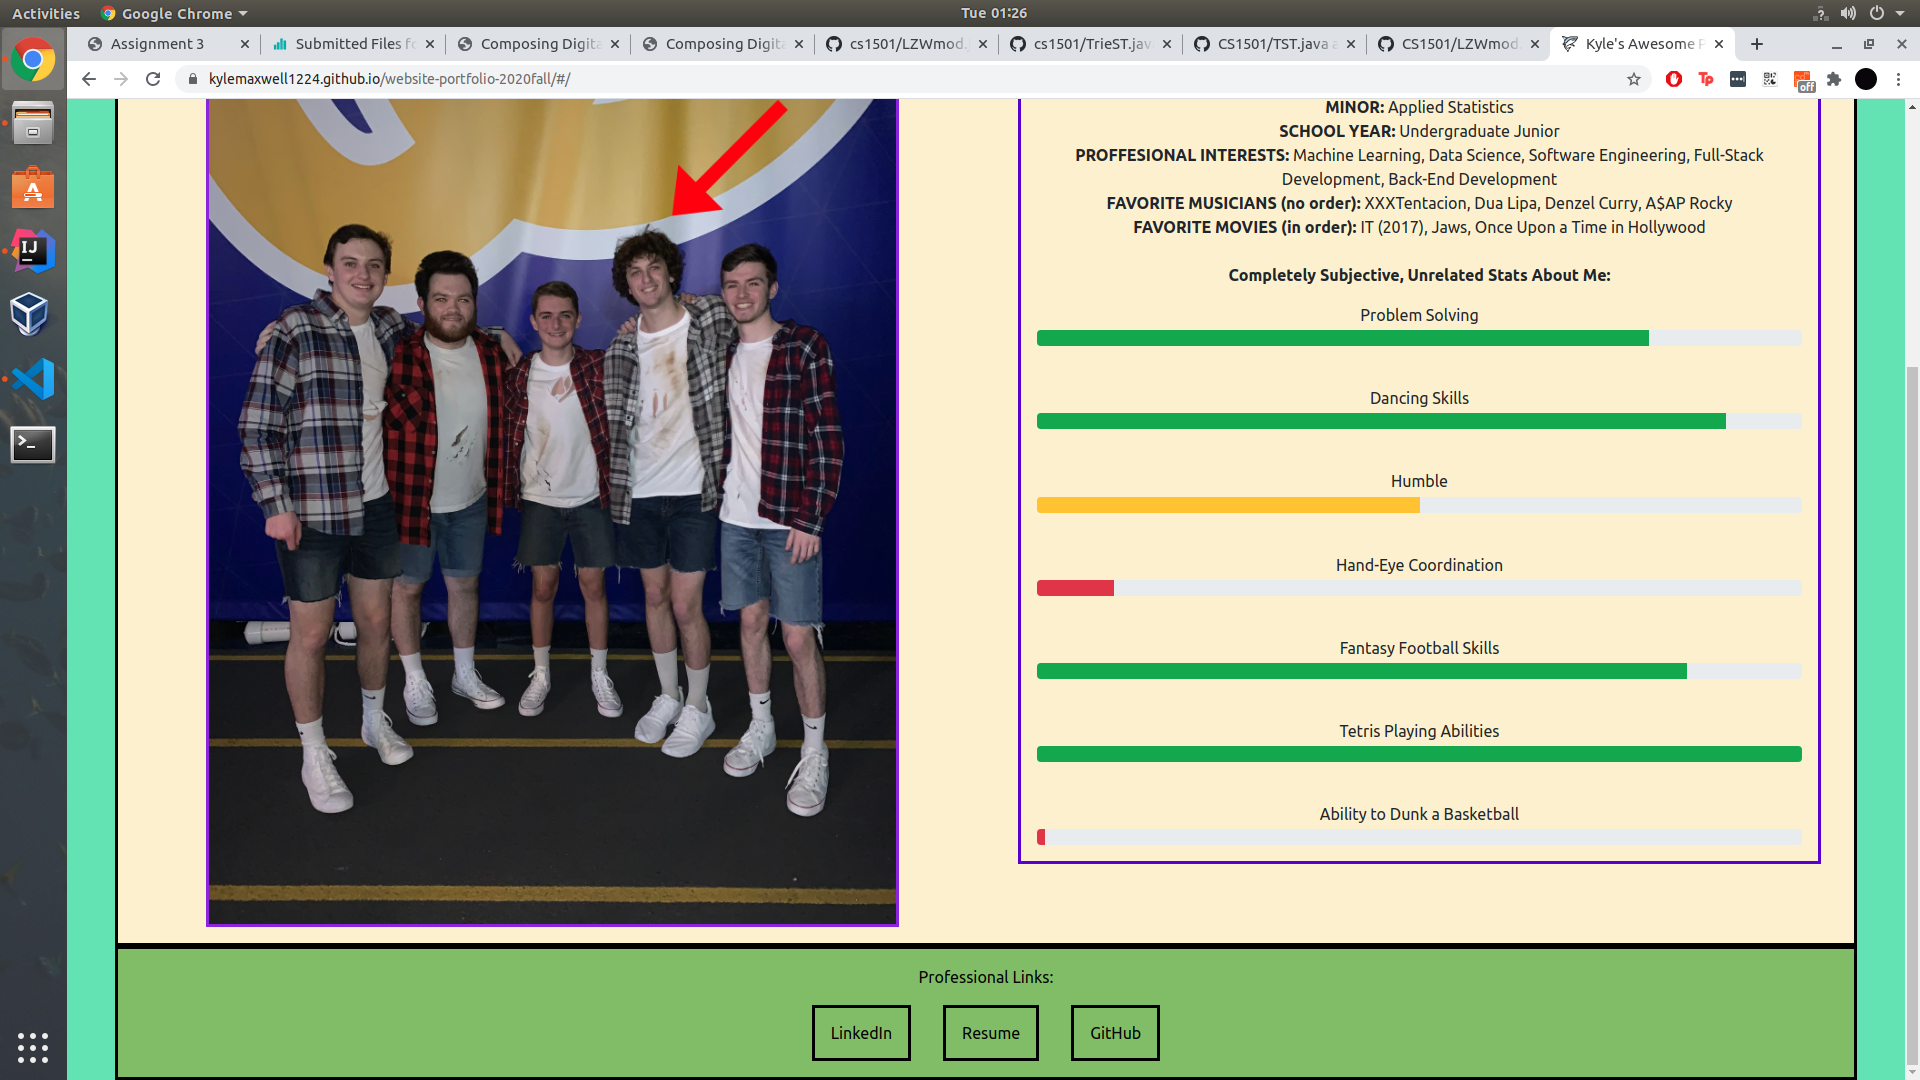 Activities
Google Chrome
Tue 01:26
Assignment 3
Submitted Files fo
Composing Digita
Composing Digita
cs1501/LZWmod.j
cs1501/TrieST.jav
CS1501/TST.java a
CS1501/LZWmod.
Kyle's Awesome P
kylemaxwell1224.github.io/website-portfolio-2020fall/#/
Tp
off
IJ
MINOR: Applied Statistics
SCHOOL YEAR: Undergraduate Junior
PROFFESIONAL INTERESTS: Machine Learning, Data Science, Software Engineering, Full-Stack
Development, Back-End Development
FAVORITE MUSICIANS (no order): XXXTentacion, Dua Lipa, Denzel Curry, A$AP Rocky
FAVORITE MOVIES (in order): IT (2017), Jaws, Once Upon a Time in Hollywood
Completely Subjective, Unrelated Stats About Me:
Problem Solving
Dancing Skills
Humble
Hand-Eye Coordination
Fantasy Football Skills
Tetris Playing Abilities
Ability to Dunk a Basketball
Professional Links:
LinkedIn
Resume
GitHub